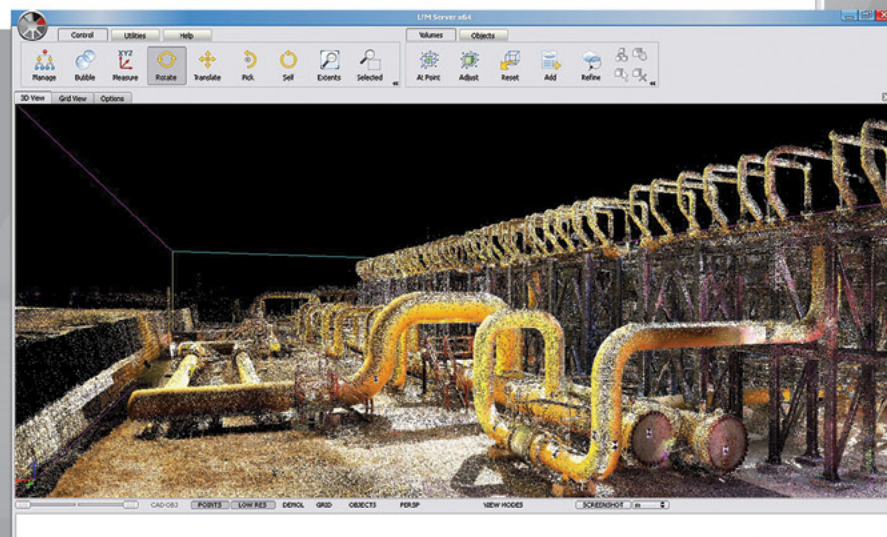 LFM Server x64
Control Utilities Help Volumes Objects
XYZ
Manage Bubble Measure Rotate Translate Pick Self Extents Selected At Point Adjust Reset Add Refine
3D View Grid View Options
CAD OBJ POINTS LOW RES DEMOL GRID OBJECTS PERSP VIEW MODES SCREENSHOT m